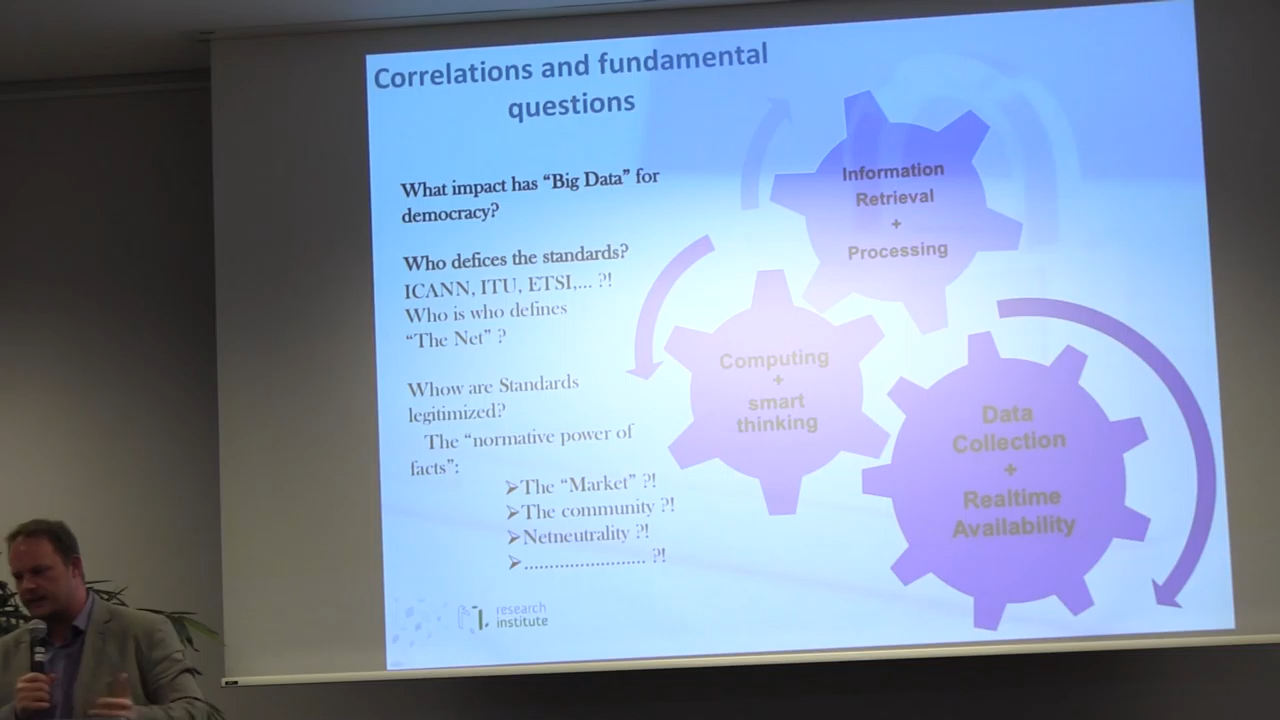 Correlations and fundamental
questions
What impact has “Big Data” for
democracy?
Who defices the standards?
ICANN, ITU, ETSI,... ?!
Who is who defines
“The Net” ?
Whow are Standards
legitimized?
The “normative power of
facts”:
➢The “Market” ?!
➢The community ?!
➢Netneutrality ?!
➢........................ ?!
research
institute
Information
Retrieval
+
Processing
Computing
+
smart
thinking
Data
Collection
+
Realtime
Availability